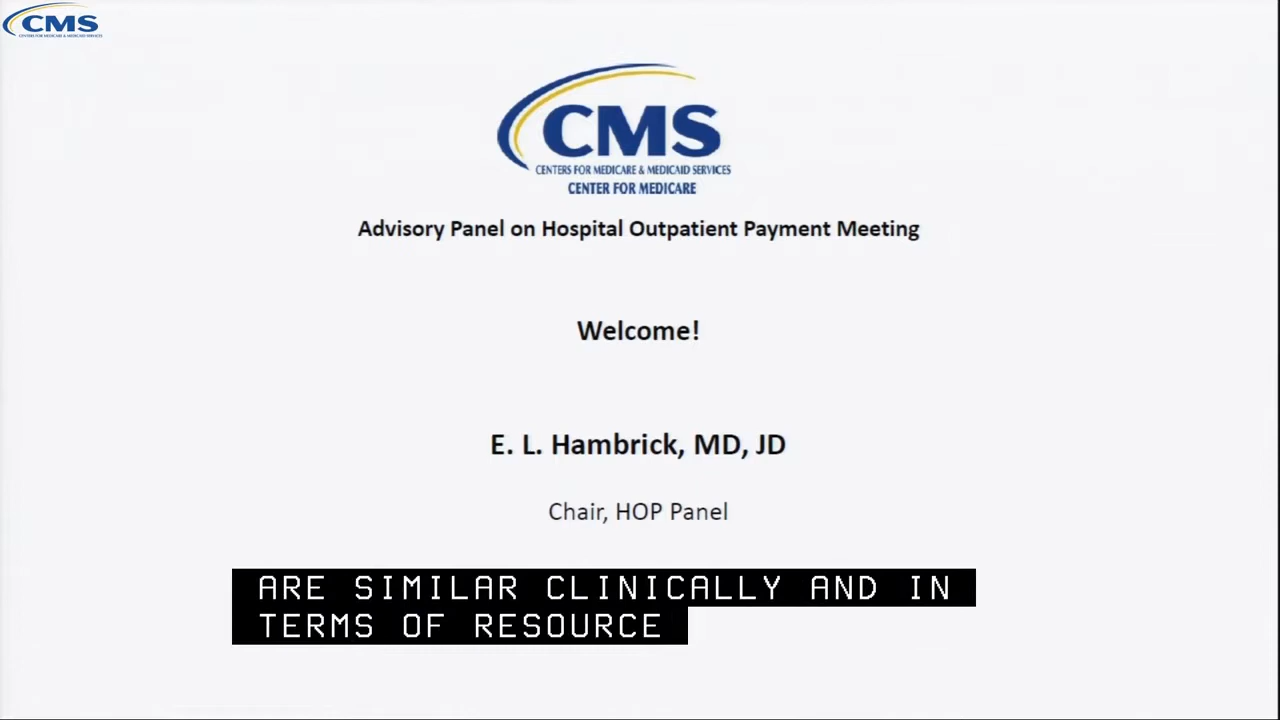 CMS
CENTERS FOR MEDICARE & MEDICAID SERVICES
CMS
CENTERS FOR MEDICARE & MEDICAID SERVICES
CENTER FOR MEDICARE
Advisory Panel on Hospital Outpatient Payment Meeting
Welcome!
E. L. Hambrick, MD, JD
Chair, HOP Panel
ARE SIMILAR CLINICALLY AND IN
TERMS OF RESOURCE